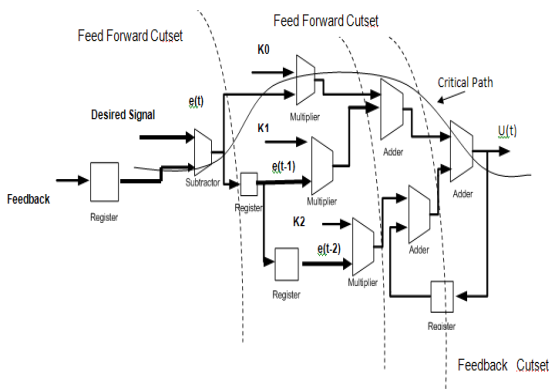 Feed Forward Cutset
Feed Forward Cutset
K0
Critical Path
e(t)
Desired Signal
Multiplier
U(t)
K1
Adder
e(t-1)
Subtractor
Adder
Feedback
Register
Register
Multiplier
K2
e(t-2)
Adder
Register
Multiplier
Register
Feedback Cutset